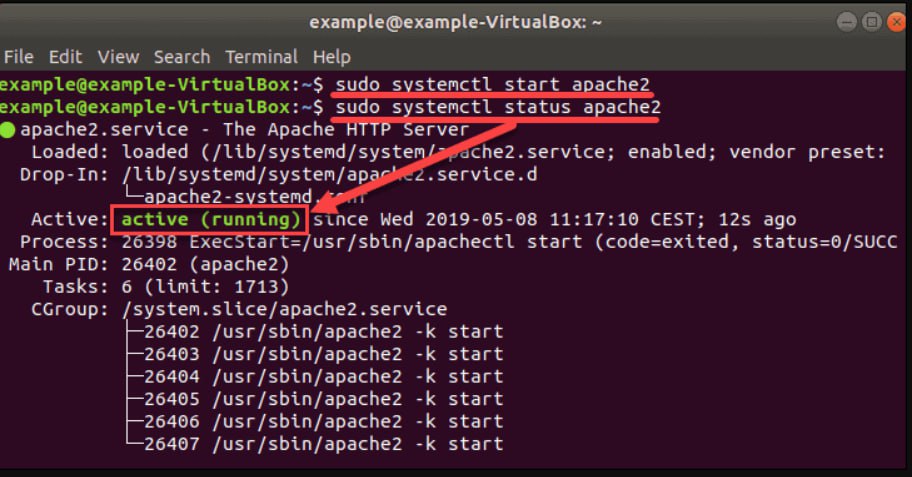 example@example-VirtualBox: ~
File Edit View Search Terminal Help
example@example-VirtualBox:~$ sudo systemctl start apache2
example@example-VirtualBox:~$ sudo systemctl status apache2
● apache2.service - The Apache HTTP Server
Loaded: loaded (/lib/systemd/system/apache2.service; enabled; vendor preset:
Drop-In: /lib/systemd/system/apache2.service.d
└─apache2-systemd.conf
Active: active (running) since Wed 2019-05-08 11:17:10 CEST; 12s ago
Process: 26398 ExecStart=/usr/sbin/apachectl start (code=exited, status=0/SUCC
Main PID: 26402 (apache2)
Tasks: 6 (limit: 1713)
CGroup: /system.slice/apache2.service
├─26402 /usr/sbin/apache2 -k start
├─26403 /usr/sbin/apache2 -k start
├─26404 /usr/sbin/apache2 -k start
├─26405 /usr/sbin/apache2 -k start
├─26406 /usr/sbin/apache2 -k start
└─26407 /usr/sbin/apache2 -k start